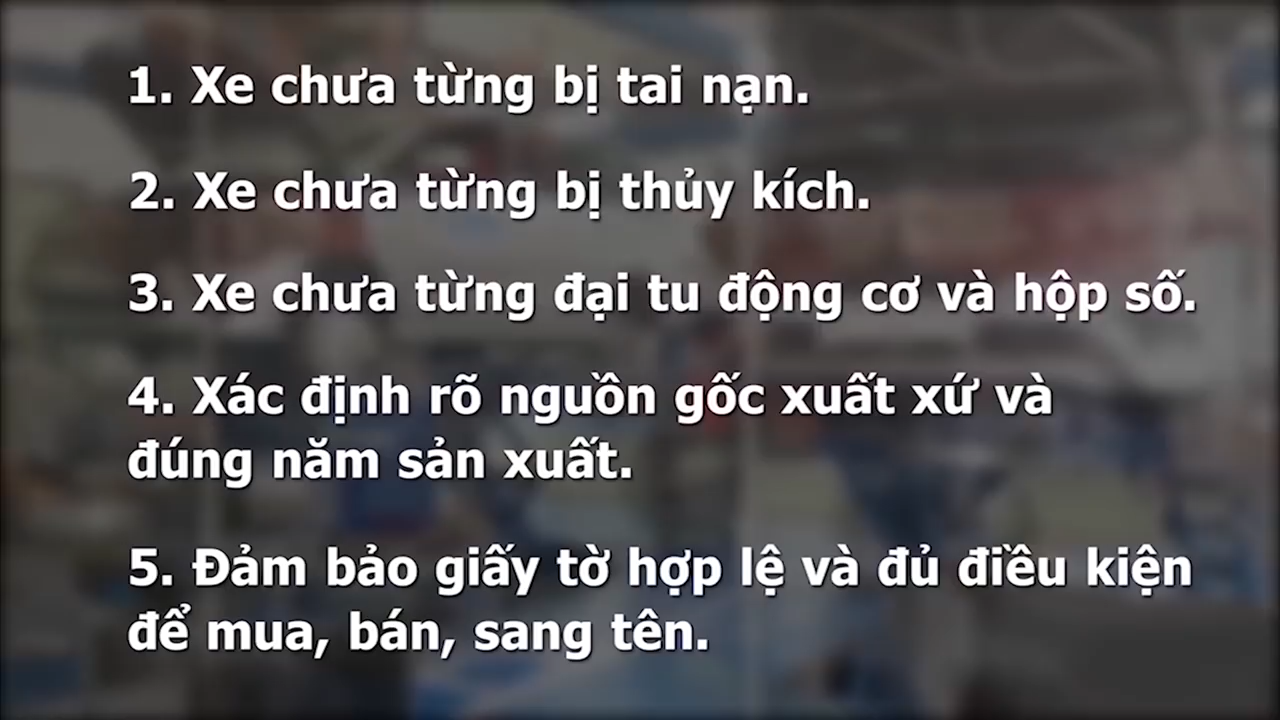 1. Xe chưa từng bị tai nạn.
2. Xe chưa từng bị thủy kích.
3. Xe chưa từng đại tu động cơ và hộp số.
4. Xác định rõ nguồn gốc xuất xứ và
đúng năm sản xuất.
5. Đảm bảo giấy tờ hợp lệ và đủ điều kiện
để mua, bán, sang tên.